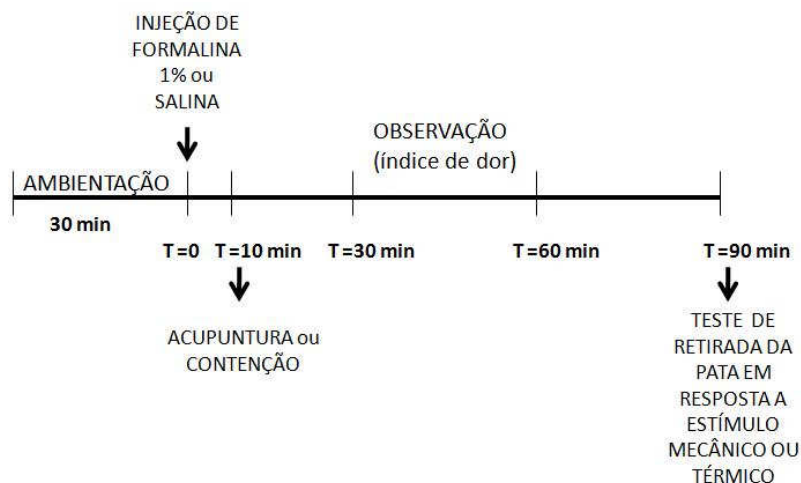 INJEÇÃO DE
FORMALINA
1% ou
SALINA
OBSERVAÇÃO
(índice de dor)
AMBIENTAÇÃO
30 min
T=0 T=10 min T=30 min T=60 min T=90 min
ACUPUNTURA ou
CONTENÇÃO
TESTE DE
RETIRADA DA
PATA EM
RESPOSTA A
ESTÍMULO
MECÂNICO OU
TÉRMICO